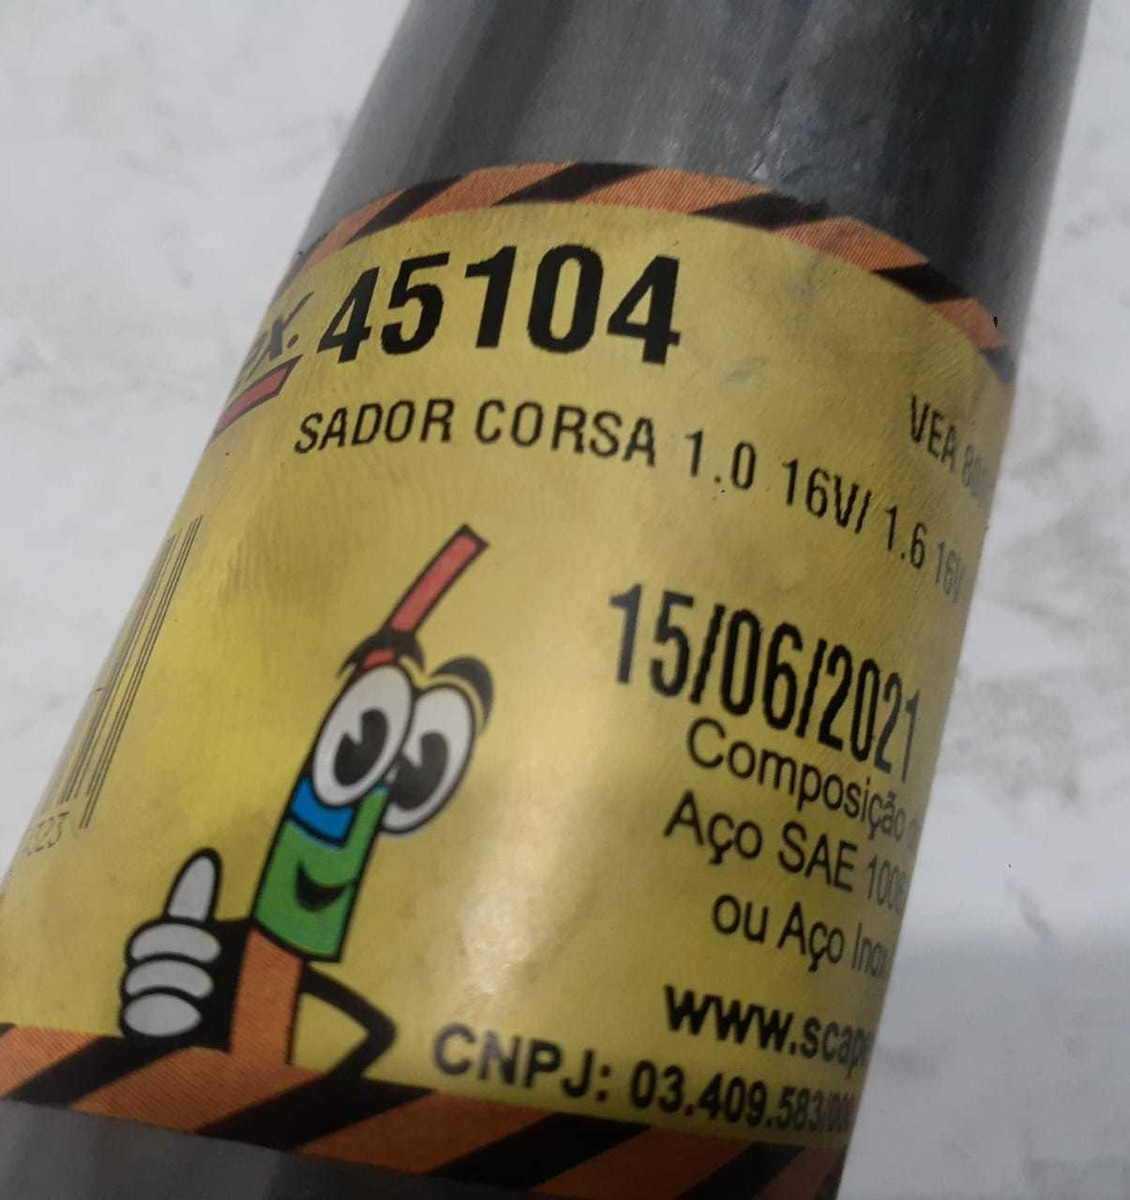 45104
VEA
SADOR CORSA 1.0 16V/ 1.6 16V
15/06/2021
Composição
Aço SAE
ou Aço
www.scap
CNPJ: 03.409.583/